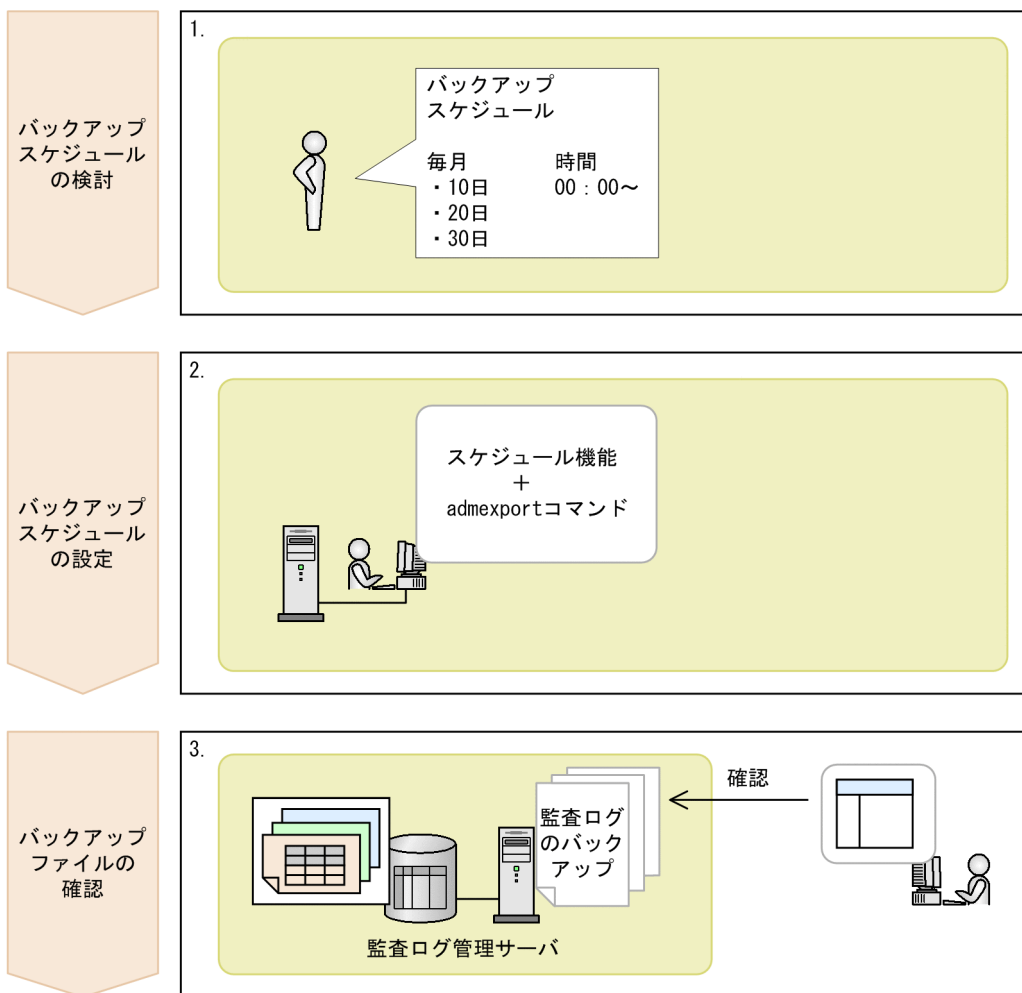 バックアップ
スケジュール
の検討
1.
バックアップ
スケジュール
毎月 時間
・10日 00：00～
・20日
・30日
バックアップ
スケジュール
の設定
2.
スケジュール機能
＋
admexportコマンド
バックアップ
ファイルの
確認
3.
監査ログ
のバック
アップ
確認
監査ログ管理サーバ